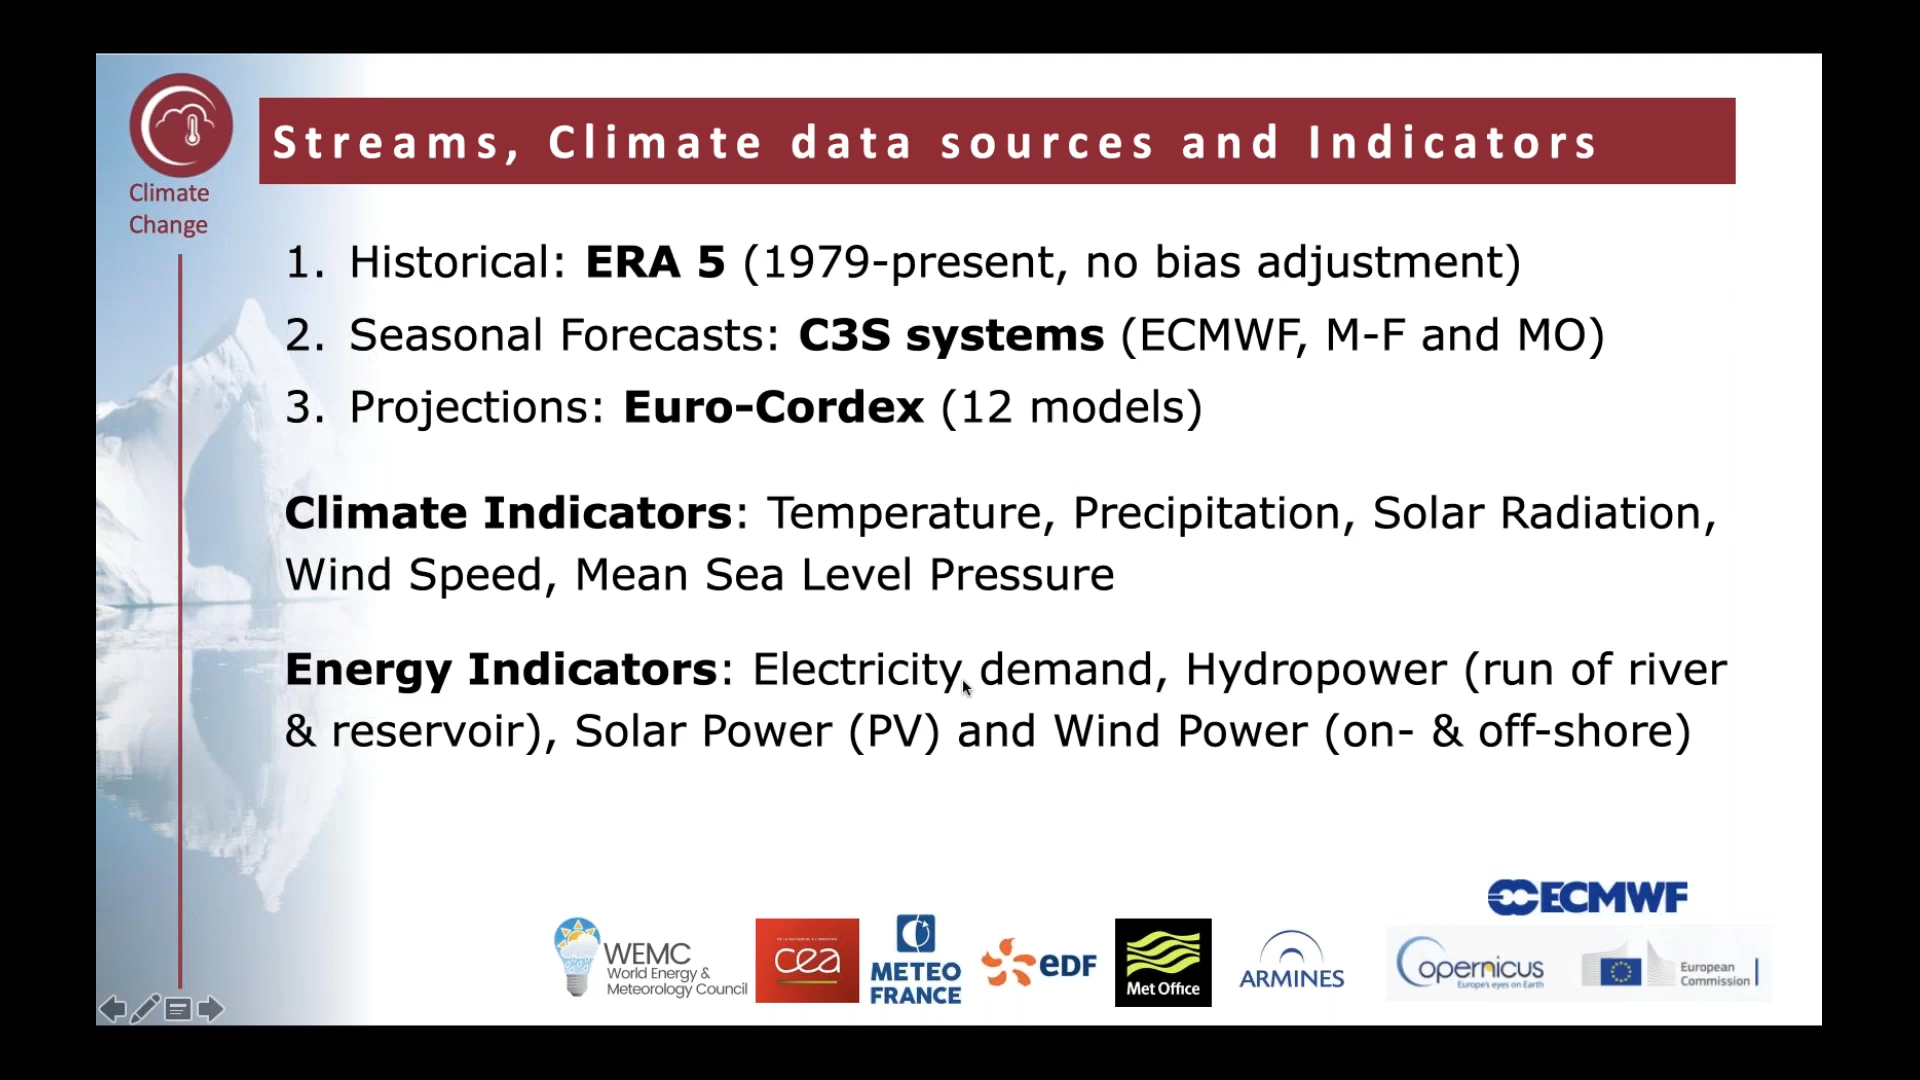 Climate
Change
Streams, Climate data sources and Indicators
1. Historical: ERA 5 (1979-present, no bias adjustment)
2. Seasonal Forecasts: C3S systems (ECMWF, M-F and MO)
3. Projections: Euro-Cordex (12 models)
Climate Indicators: Temperature, Precipitation, Solar Radiation,
Wind Speed, Mean Sea Level Pressure
Energy Indicators: Electricity demand, Hydropower (run of river
& reservoir), Solar Power (PV) and Wind Power (on- & off-shore)
ECMWF
WEMC
World Energy &
Meteorology Council
cea
METEO
FRANCE
eDF
Met Office
ARMINES
opernicus
Europe's eyes on Earth
European
Commission